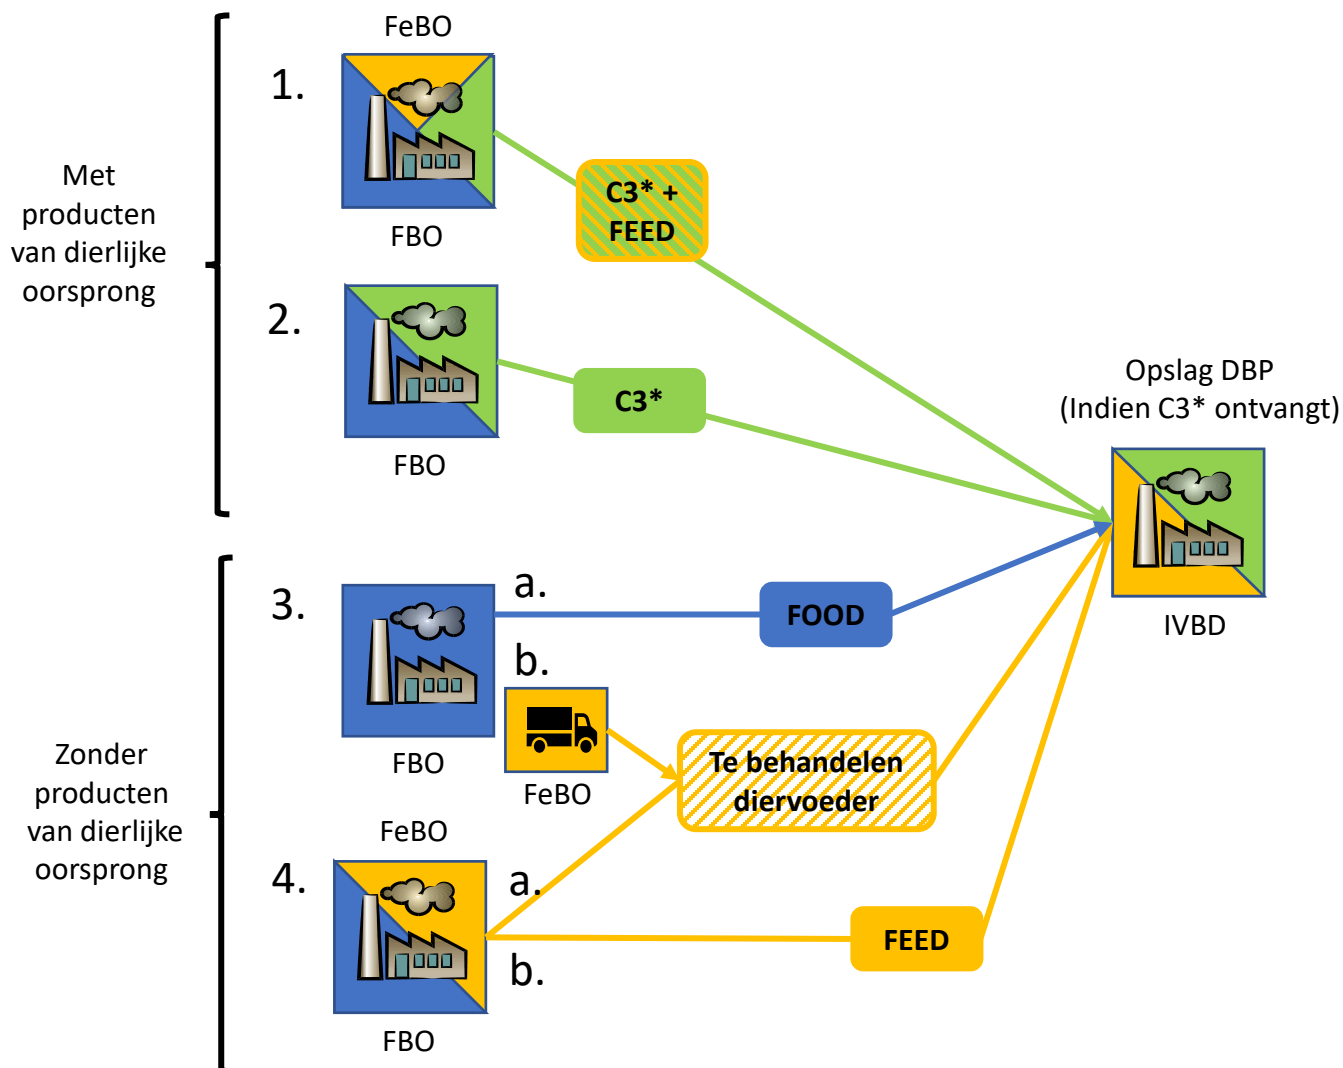 FeBO
1.
Met
producten
van dierlijke
oorsprong
C3* +
FEED
FBO
2.
C3*
FBO
Opslag DBP
(Indien C3* ontvangt)
IVBD
3.
a.
FOOD
b.
FBO
FeBO
Te behandelen
diervoeder
Zonder
producten
van dierlijke
oorsprong
FeBO
4.
a.
FEED
b.
FBO